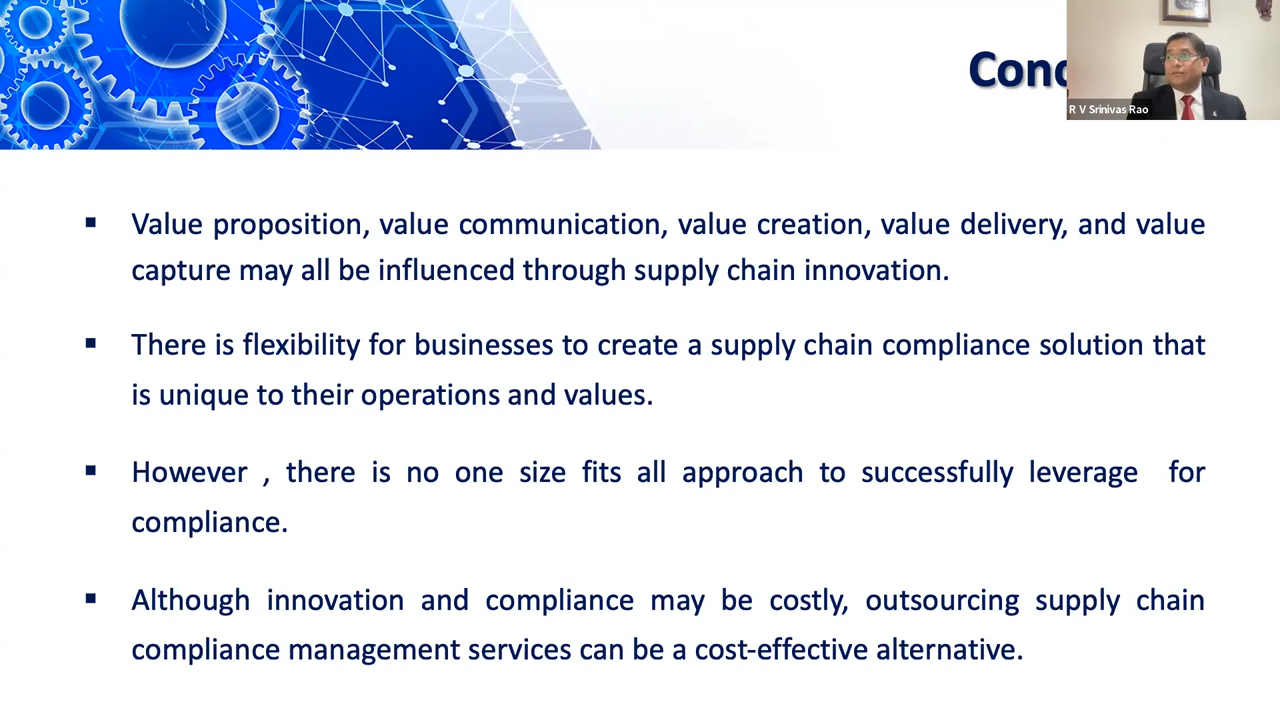 R V Srinivas Rao
▪ Value proposition, value communication, value creation, value delivery, and value
capture may all be influenced through supply chain innovation.
▪ There is flexibility for businesses to create a supply chain compliance solution that
is unique to their operations and values.
▪ However , there is no one size fits all approach to successfully leverage for
compliance.
▪ Although innovation and compliance may be costly, outsourcing supply chain
compliance management services can be a cost-effective alternative.